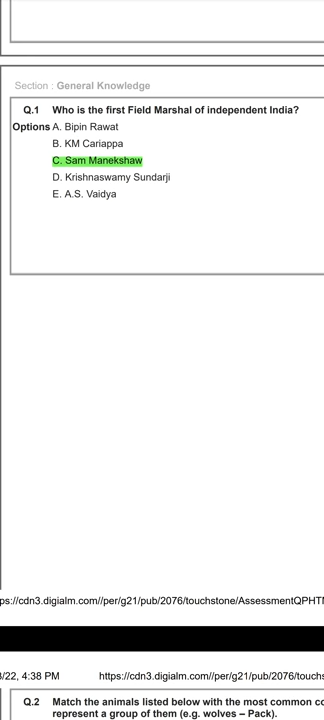 Section : General Knowledge
Q.1 Who is the first Field Marshal of independent India?
Options A. Bipin Rawat
B. KM Cariappa
C. Sam Manekshaw
D. Krishnaswamy Sundarji
E. A.S. Vaidya
ps://cdn3.digialm.com//per/g21/pub/2076/touchstone/AssessmentQPHT
/22, 4:38 PM https://cdn3.digialm.com//per/g21/pub/2076/touchs
Q.2 Match the animals listed below with the most common co
represent a group of them (e.g. wolves – Pack).